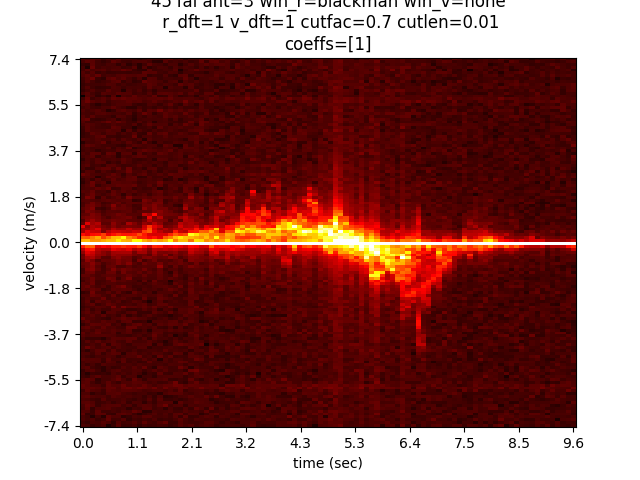 45 fal ant=3 win_r=blackman win_v=none
r_dft=1 v_dft=1 cutfac=0.7 cutlen=0.01
coeffs=[1]
7.4
5.5
3.7
1.8
0.0
-1.8
-3.7
-5.5
-7.4
velocity (m/s)
0.0 1.1 2.1 3.2 4.3 5.3 6.4 7.5 8.5 9.6
time (sec)